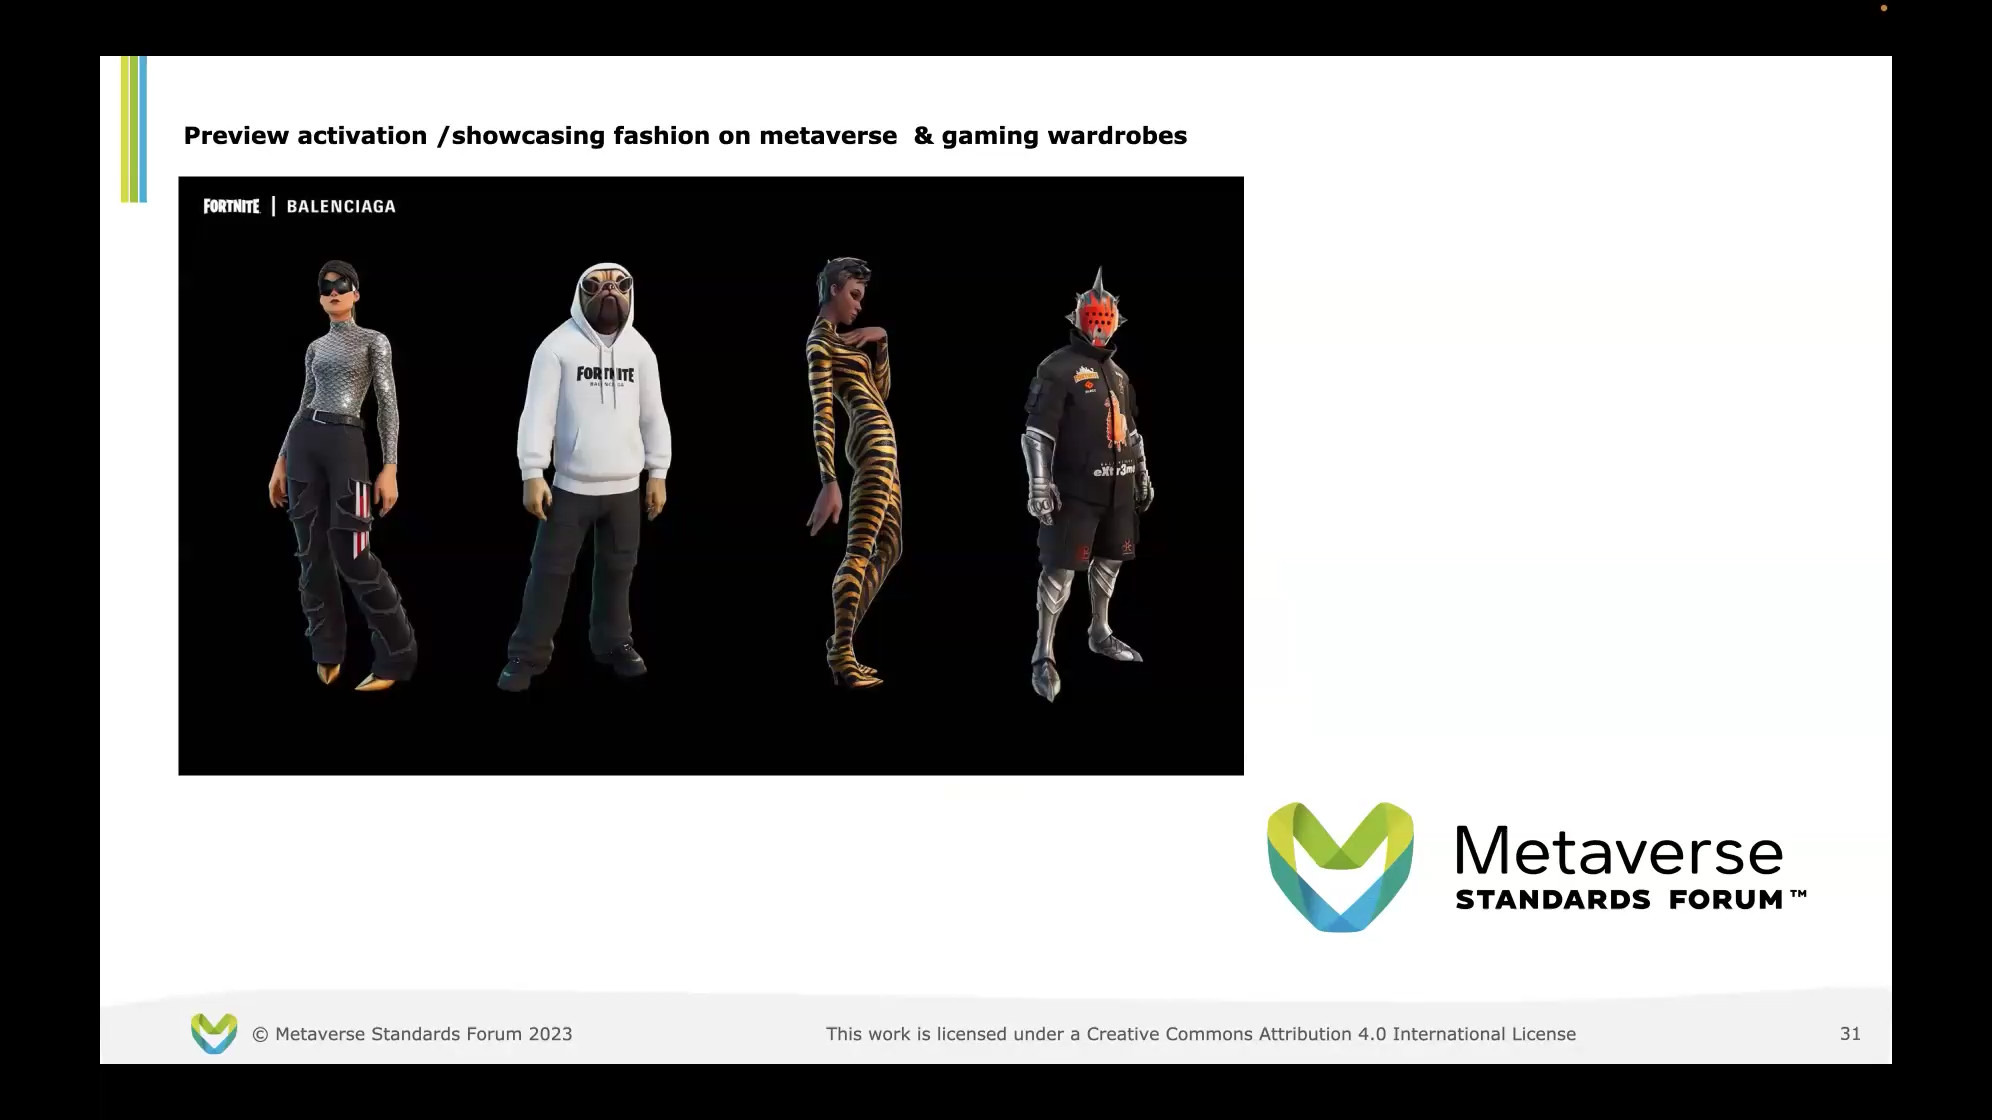 Preview activation /showcasing fashion on metaverse  & gaming wardrobes
FORTNITE | BALENCIAGA
FORTNITE
eXtr3me
Metaverse
STANDARDS FORUM™
© Metaverse Standards Forum 2023
This work is licensed under a Creative Commons Attribution 4.0 International License
31